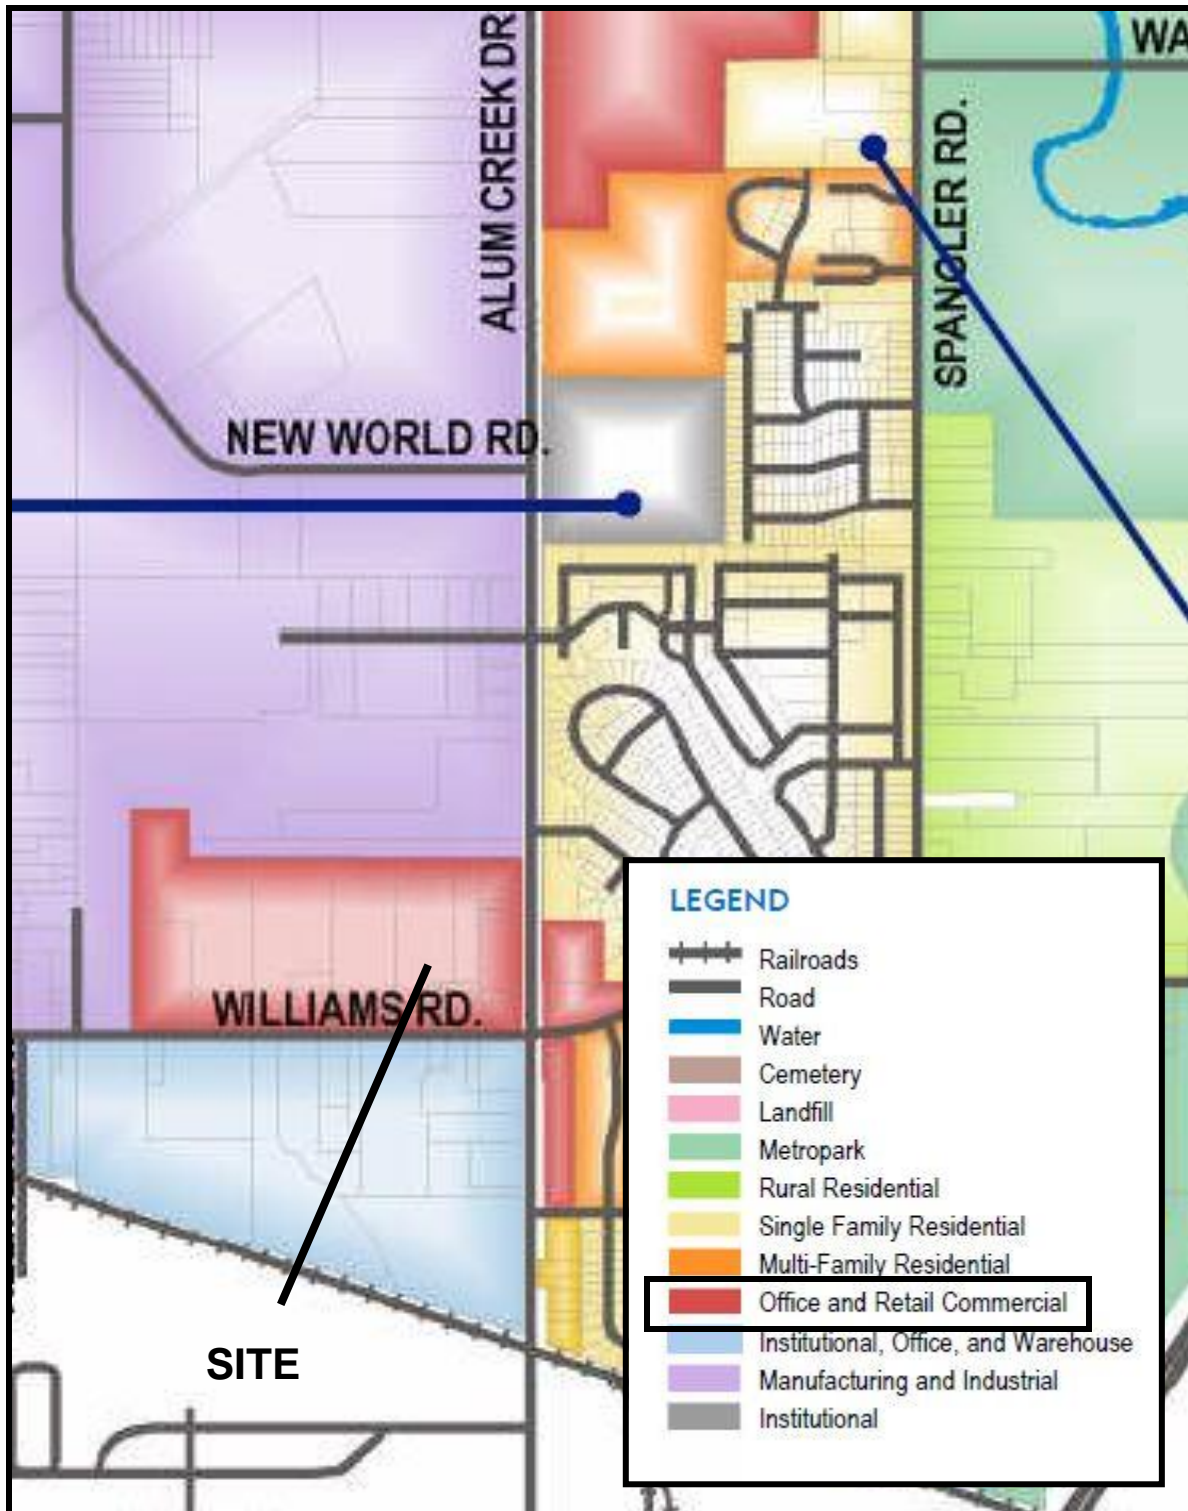 WA
ALUM CREEK DR
SPANGLER RD.
NEW WORLD RD.
WILLIAMS RD.
SITE
LEGEND
Railroads
Road
Water
Cemetery
Landfill
Metropark
Rural Residential
Single Family Residential
Multi-Family Residential
Office and Retail Commercial
Institutional, Office, and Warehouse
Manufacturing and Industrial
Institutional